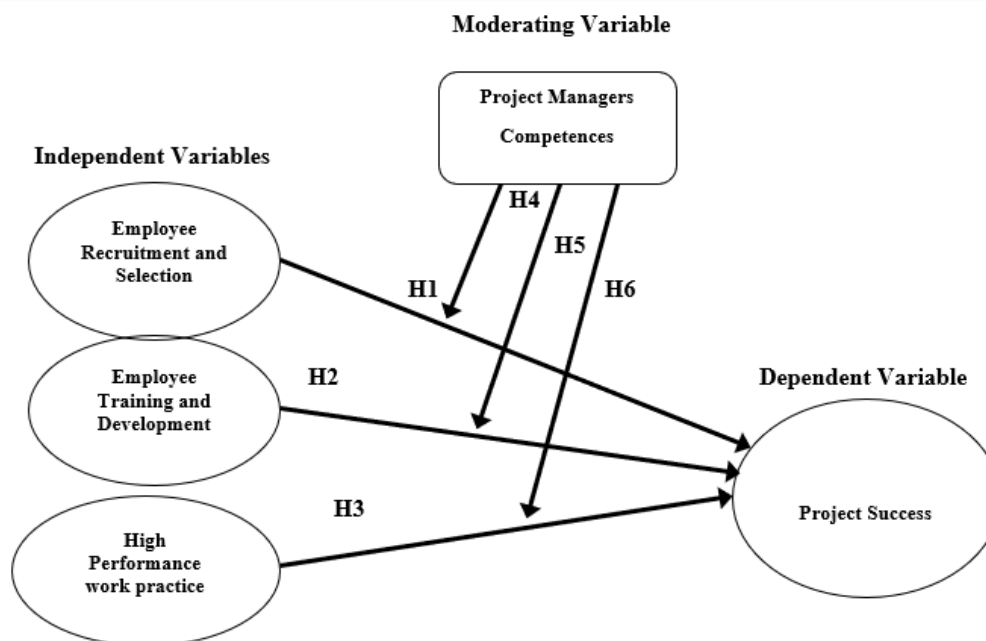 Moderating Variable
Project Managers
Competences
Independent Variables
H4
Employee
Recruitment and
Selection
H5
H1
H6
H2
Employee
Training and
Development
Dependent Variable
H3
Project Success
High
Performance
work practice